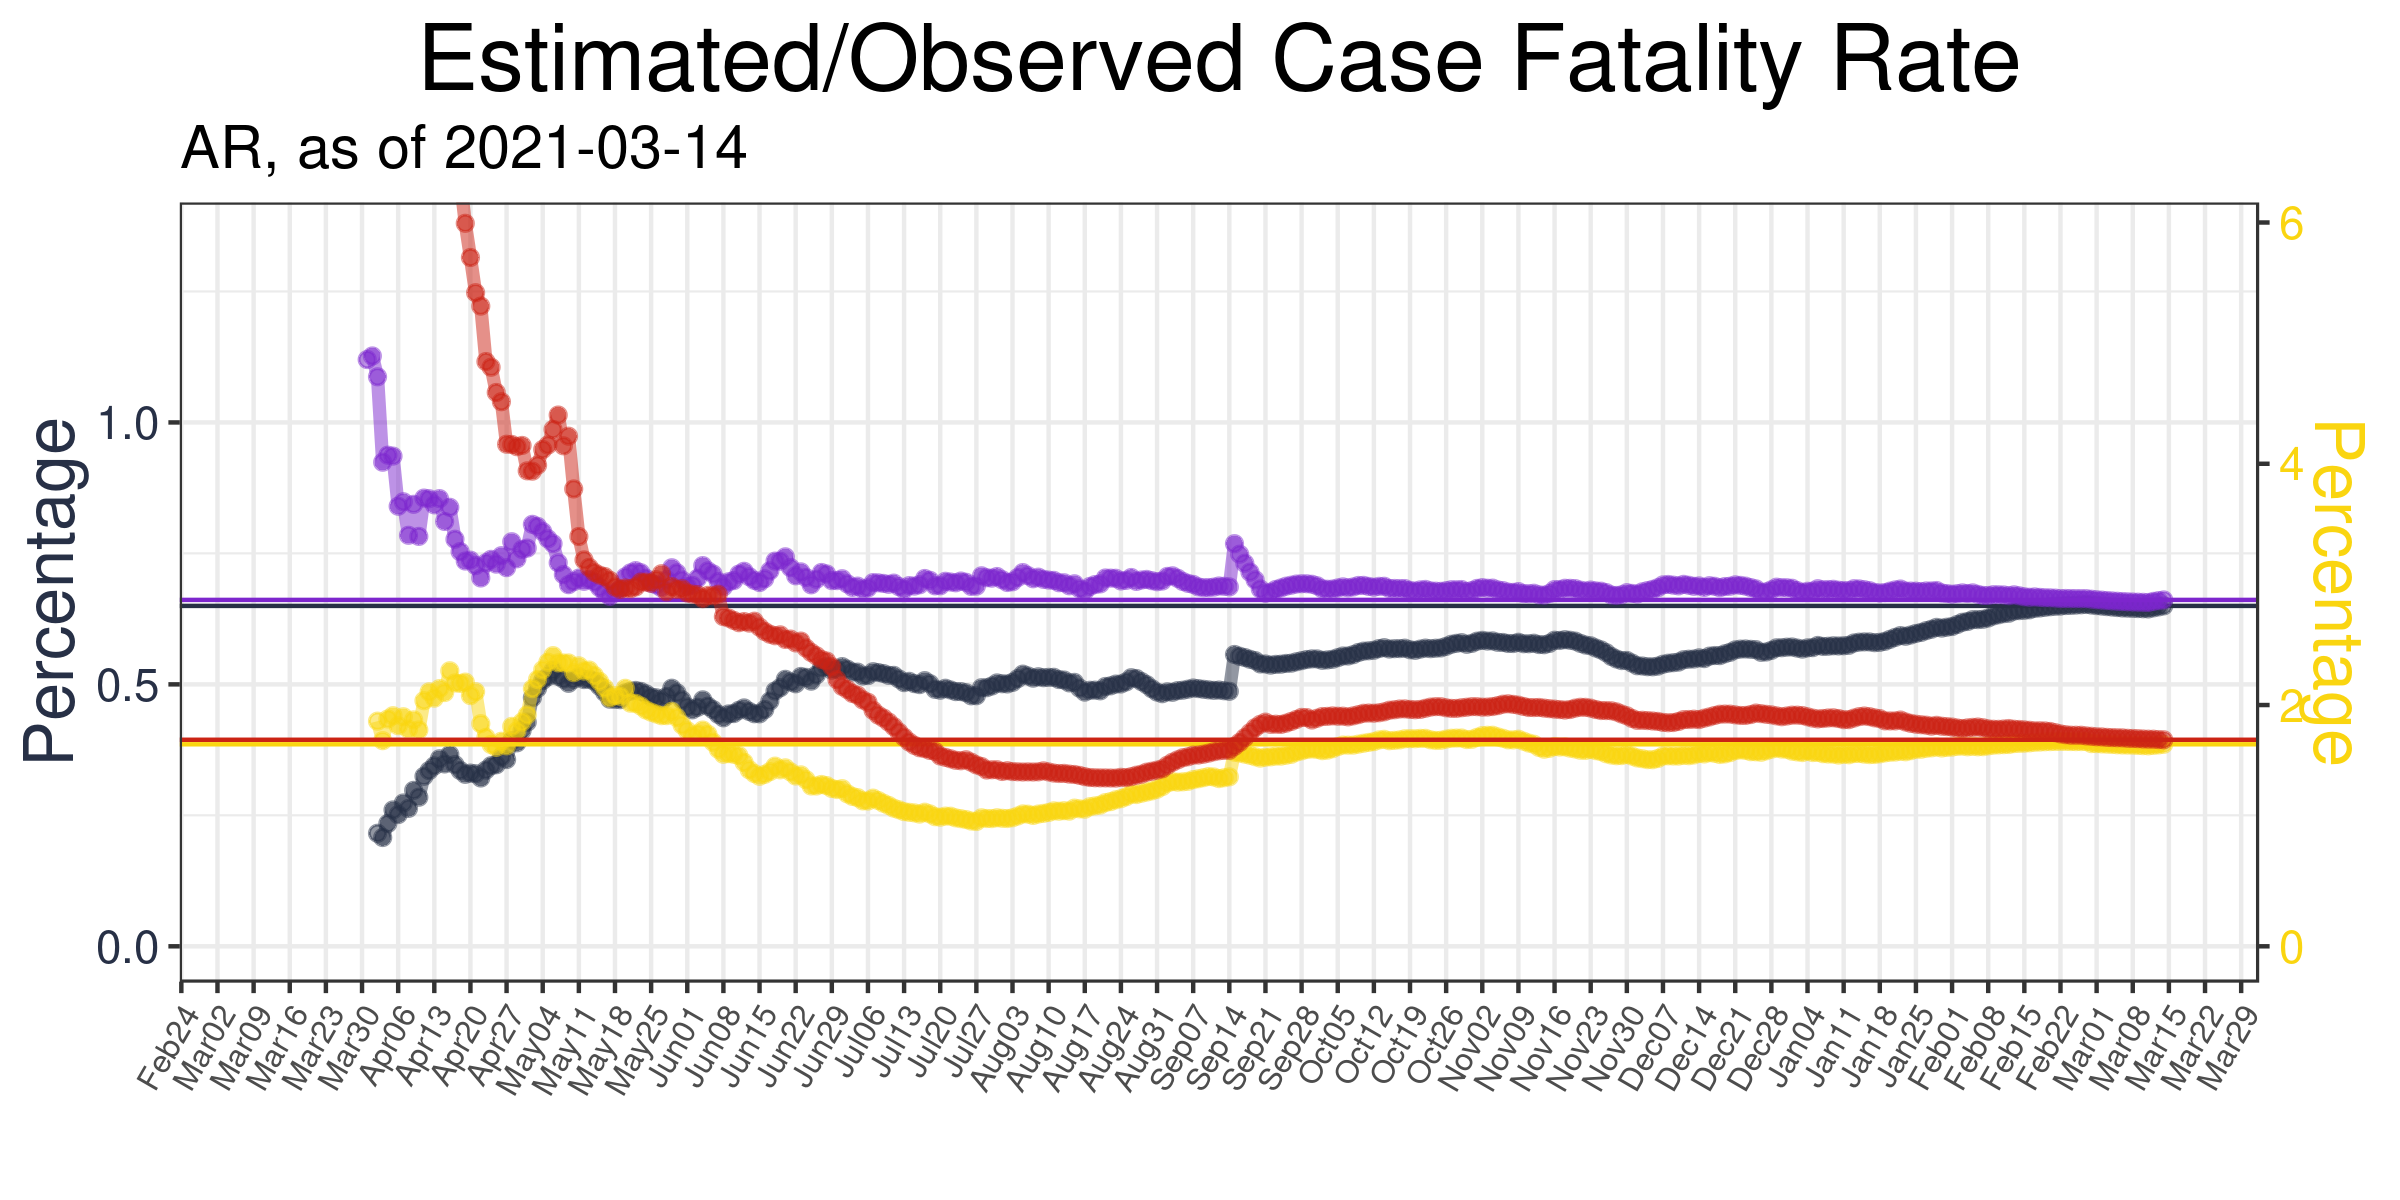 Estimated/Observed Case Fatality Rate
AR, as of 2021-03-14
Percentage
1.0
0.5
0.0
6
4
2
0
Percentage
Feb24
Mar02
Mar09
Mar16
Mar23
Mar30
Apr06
Apr13
Apr20
Apr27
May04
May11
May18
May25
Jun01
Jun08
Jun15
Jun22
Jun29
Jul06
Jul13
Jul20
Jul27
Aug03
Aug10
Aug17
Aug24
Aug31
Sep07
Sep14
Sep21
Sep28
Oct05
Oct12
Oct19
Oct26
Nov02
Nov09
Nov16
Nov23
Nov30
Dec07
Dec14
Dec21
Dec28
Jan04
Jan11
Jan18
Jan25
Feb01
Feb08
Feb15
Feb22
Mar01
Mar08
Mar15
Mar22
Mar29